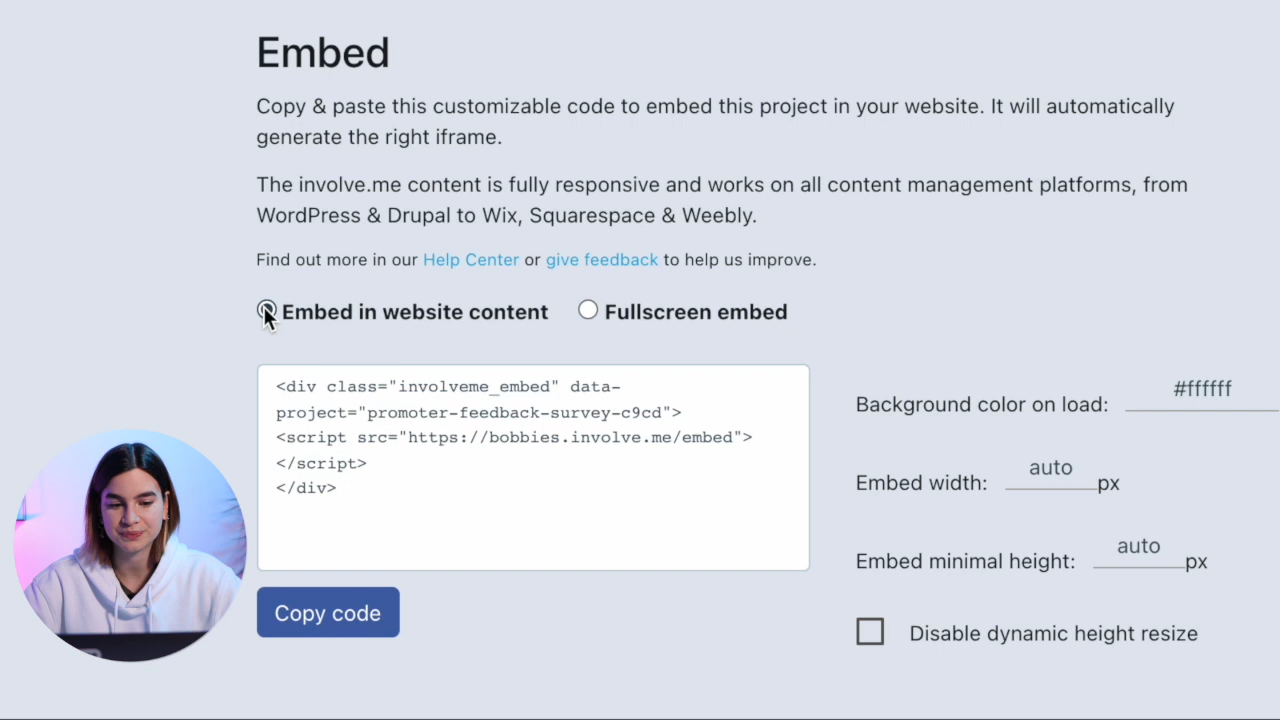 Embed
Copy & paste this customizable code to embed this project in your website. It will automatically
generate the right iframe.
The involve.me content is fully responsive and works on all content management platforms, from
WordPress & Drupal to Wix, Squarespace & Weebly.
Find out more in our Help Center or give feedback to help us improve.
Embed in website content Fullscreen embed
<div class="involveme_embed" data-
project="promoter-feedback-survey-c9cd">
<script src="https://bobbies.involve.me/embed">
</script>
</div>
Copy code
Background color on load: #ffffff
Embed width: auto px
Embed minimal height: auto px
Disable dynamic height resize